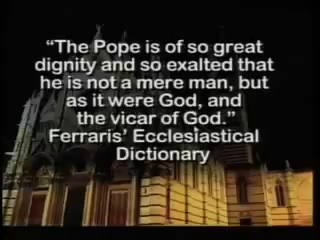 “The Pope is of so great
dignity and so exalted that
he is not a mere man, but
as it were God, and
the vicar of God.”
Ferraris’ Ecclesiastical
Dictionary